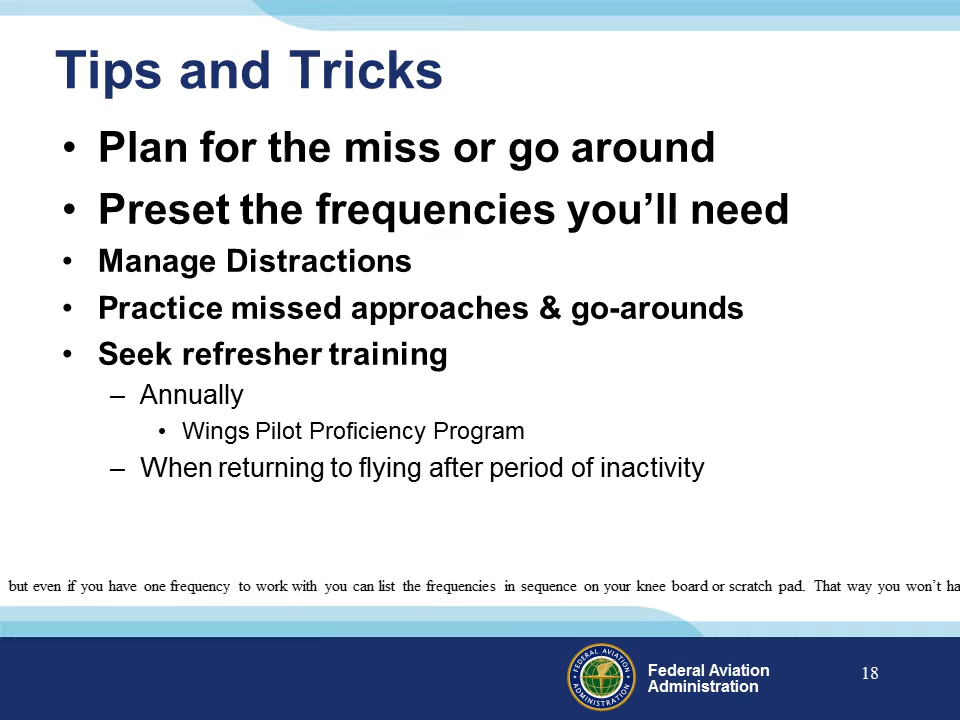 Tips and Tricks
• Plan for the miss or go around
• Preset the frequencies you’ll need
• Manage Distractions
• Practice missed approaches & go-arounds
• Seek refresher training
– Annually
• Wings Pilot Proficiency Program
– When returning to flying after period of inactivity
but even if you have one frequency to work with you can list the frequencies in sequence on your knee board or scratch pad. That way you won’t ha
FEDERAL AVIATION
ADMINISTRATION
Federal Aviation
Administration
18